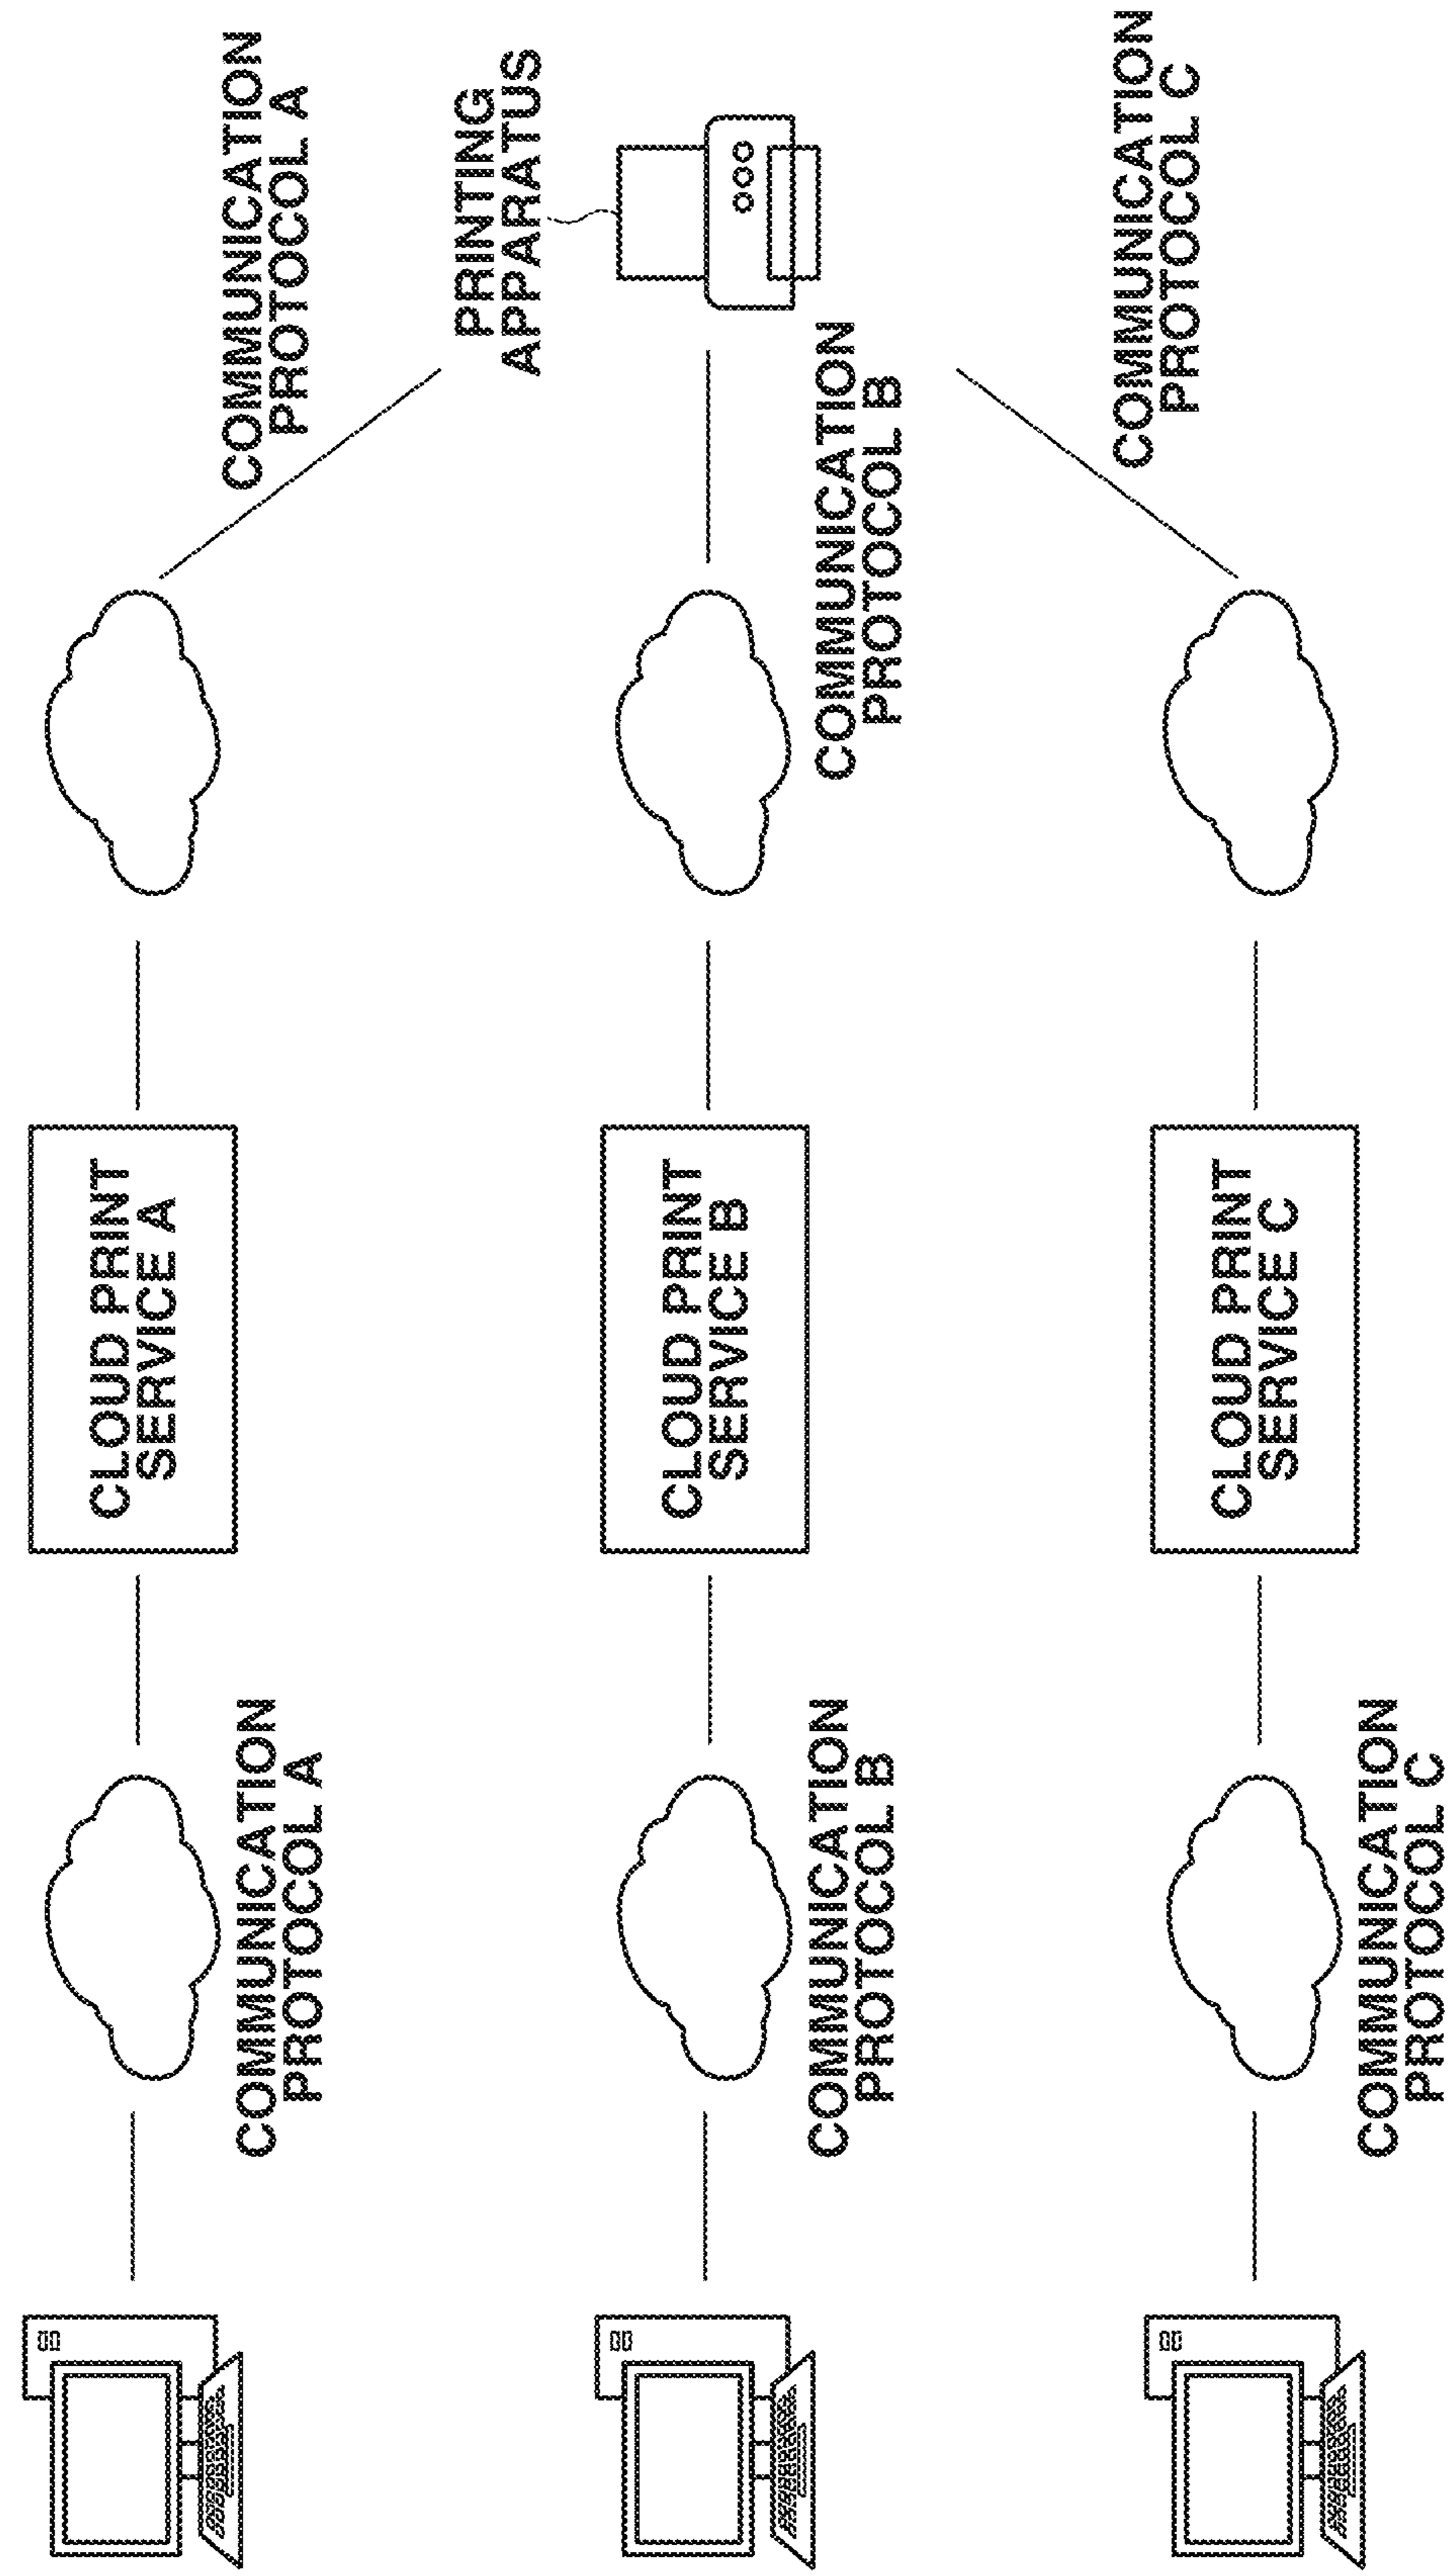 COMMUNICATION
PROTOCOL A
CLOUD PRINT
SERVICE A
COMMUNICATION
PROTOCOL A
PRINTING
APPARATUS
COMMUNICATION
PROTOCOL B
CLOUD PRINT
SERVICE B
COMMUNICATION
PROTOCOL B
COMMUNICATION
PROTOCOL C
CLOUD PRINT
SERVICE C
COMMUNICATION
PROTOCOL C